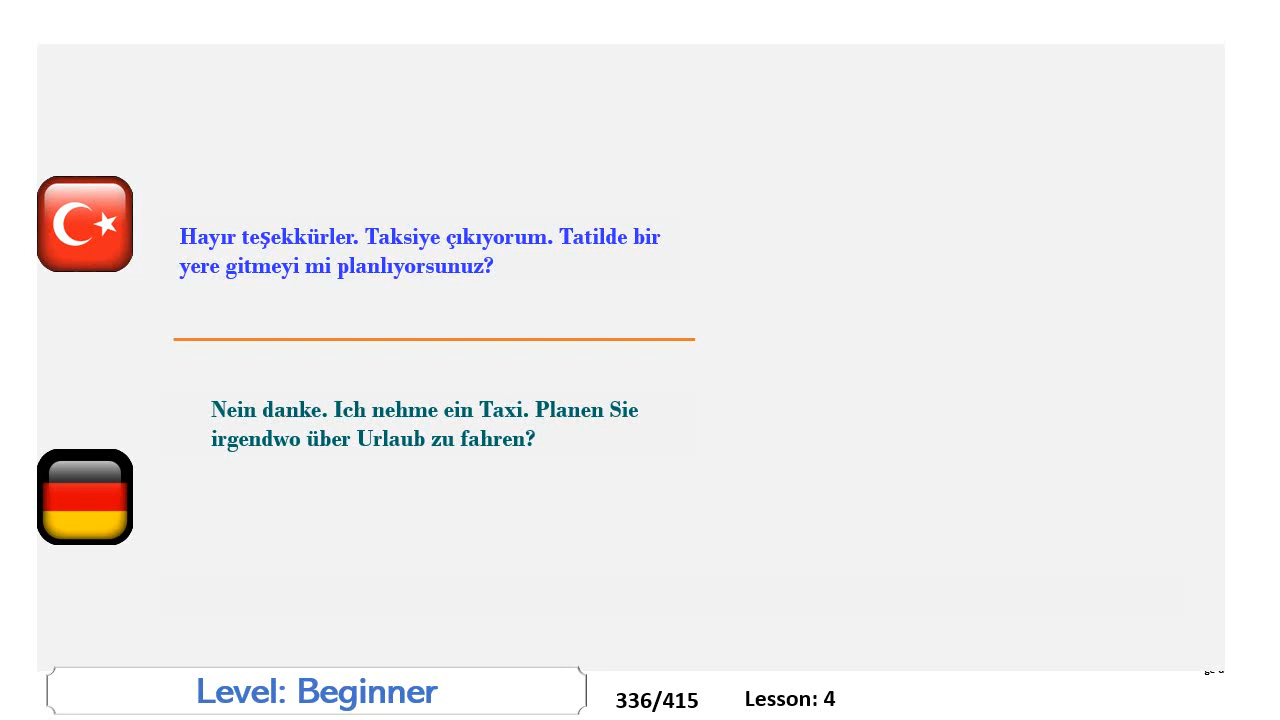 Hayır teşekkürler. Taksiye çıkıyorum. Tatilde bir
yere gitmeyi mi planlıyorsunuz?
Nein danke. Ich nehme ein Taxi. Planen Sie
irgendwo über Urlaub zu fahren?
Level: Beginner
336/415
Lesson: 4